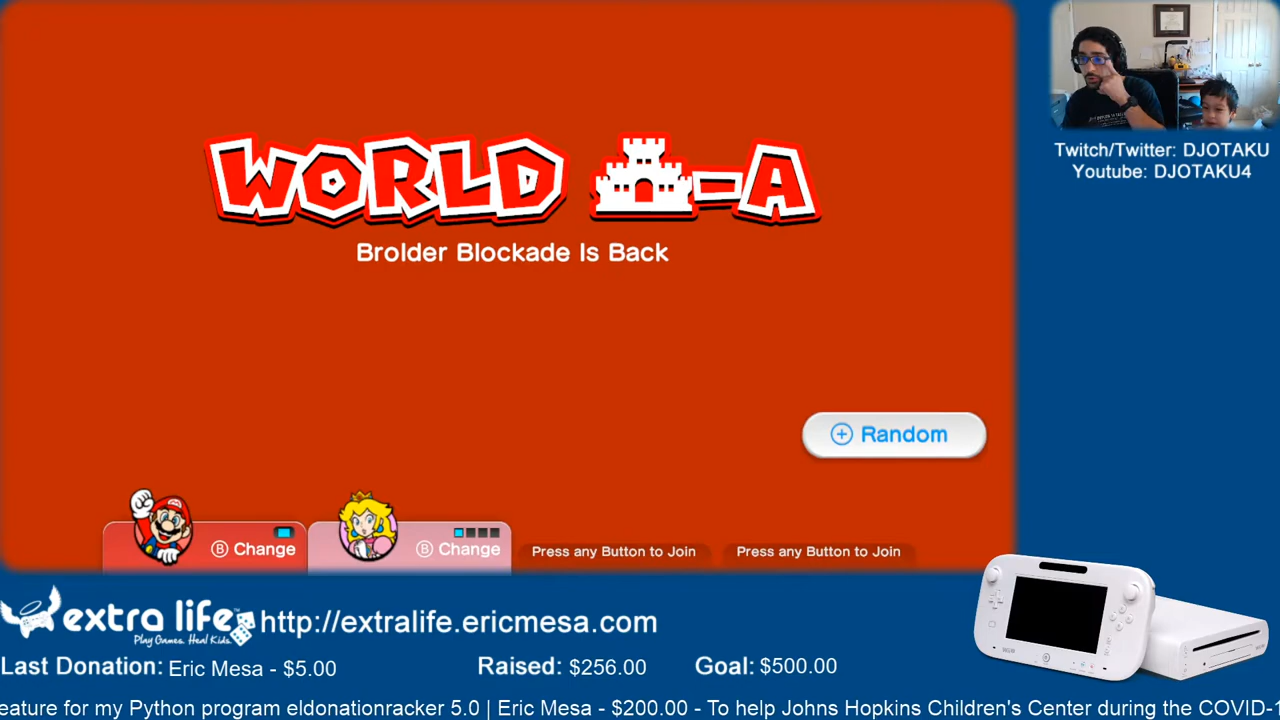 WORLD -A
Brolder Blockade Is Back
+ Random
B Change
B Change
Press any Button to Join
Press any Button to Join
Twitch/Twitter: DJOTAKU
Youtube: DJOTAKU4
extra life
Play Games. Heal Kids.
http://extralife.ericmesa.com
Last Donation: Eric Mesa - $5.00
Raised: $256.00
Goal: $500.00
eature for my Python program eldonationracker 5.0 | Eric Mesa - $200.00 - To help Johns Hopkins Children's Center during the COVID-1